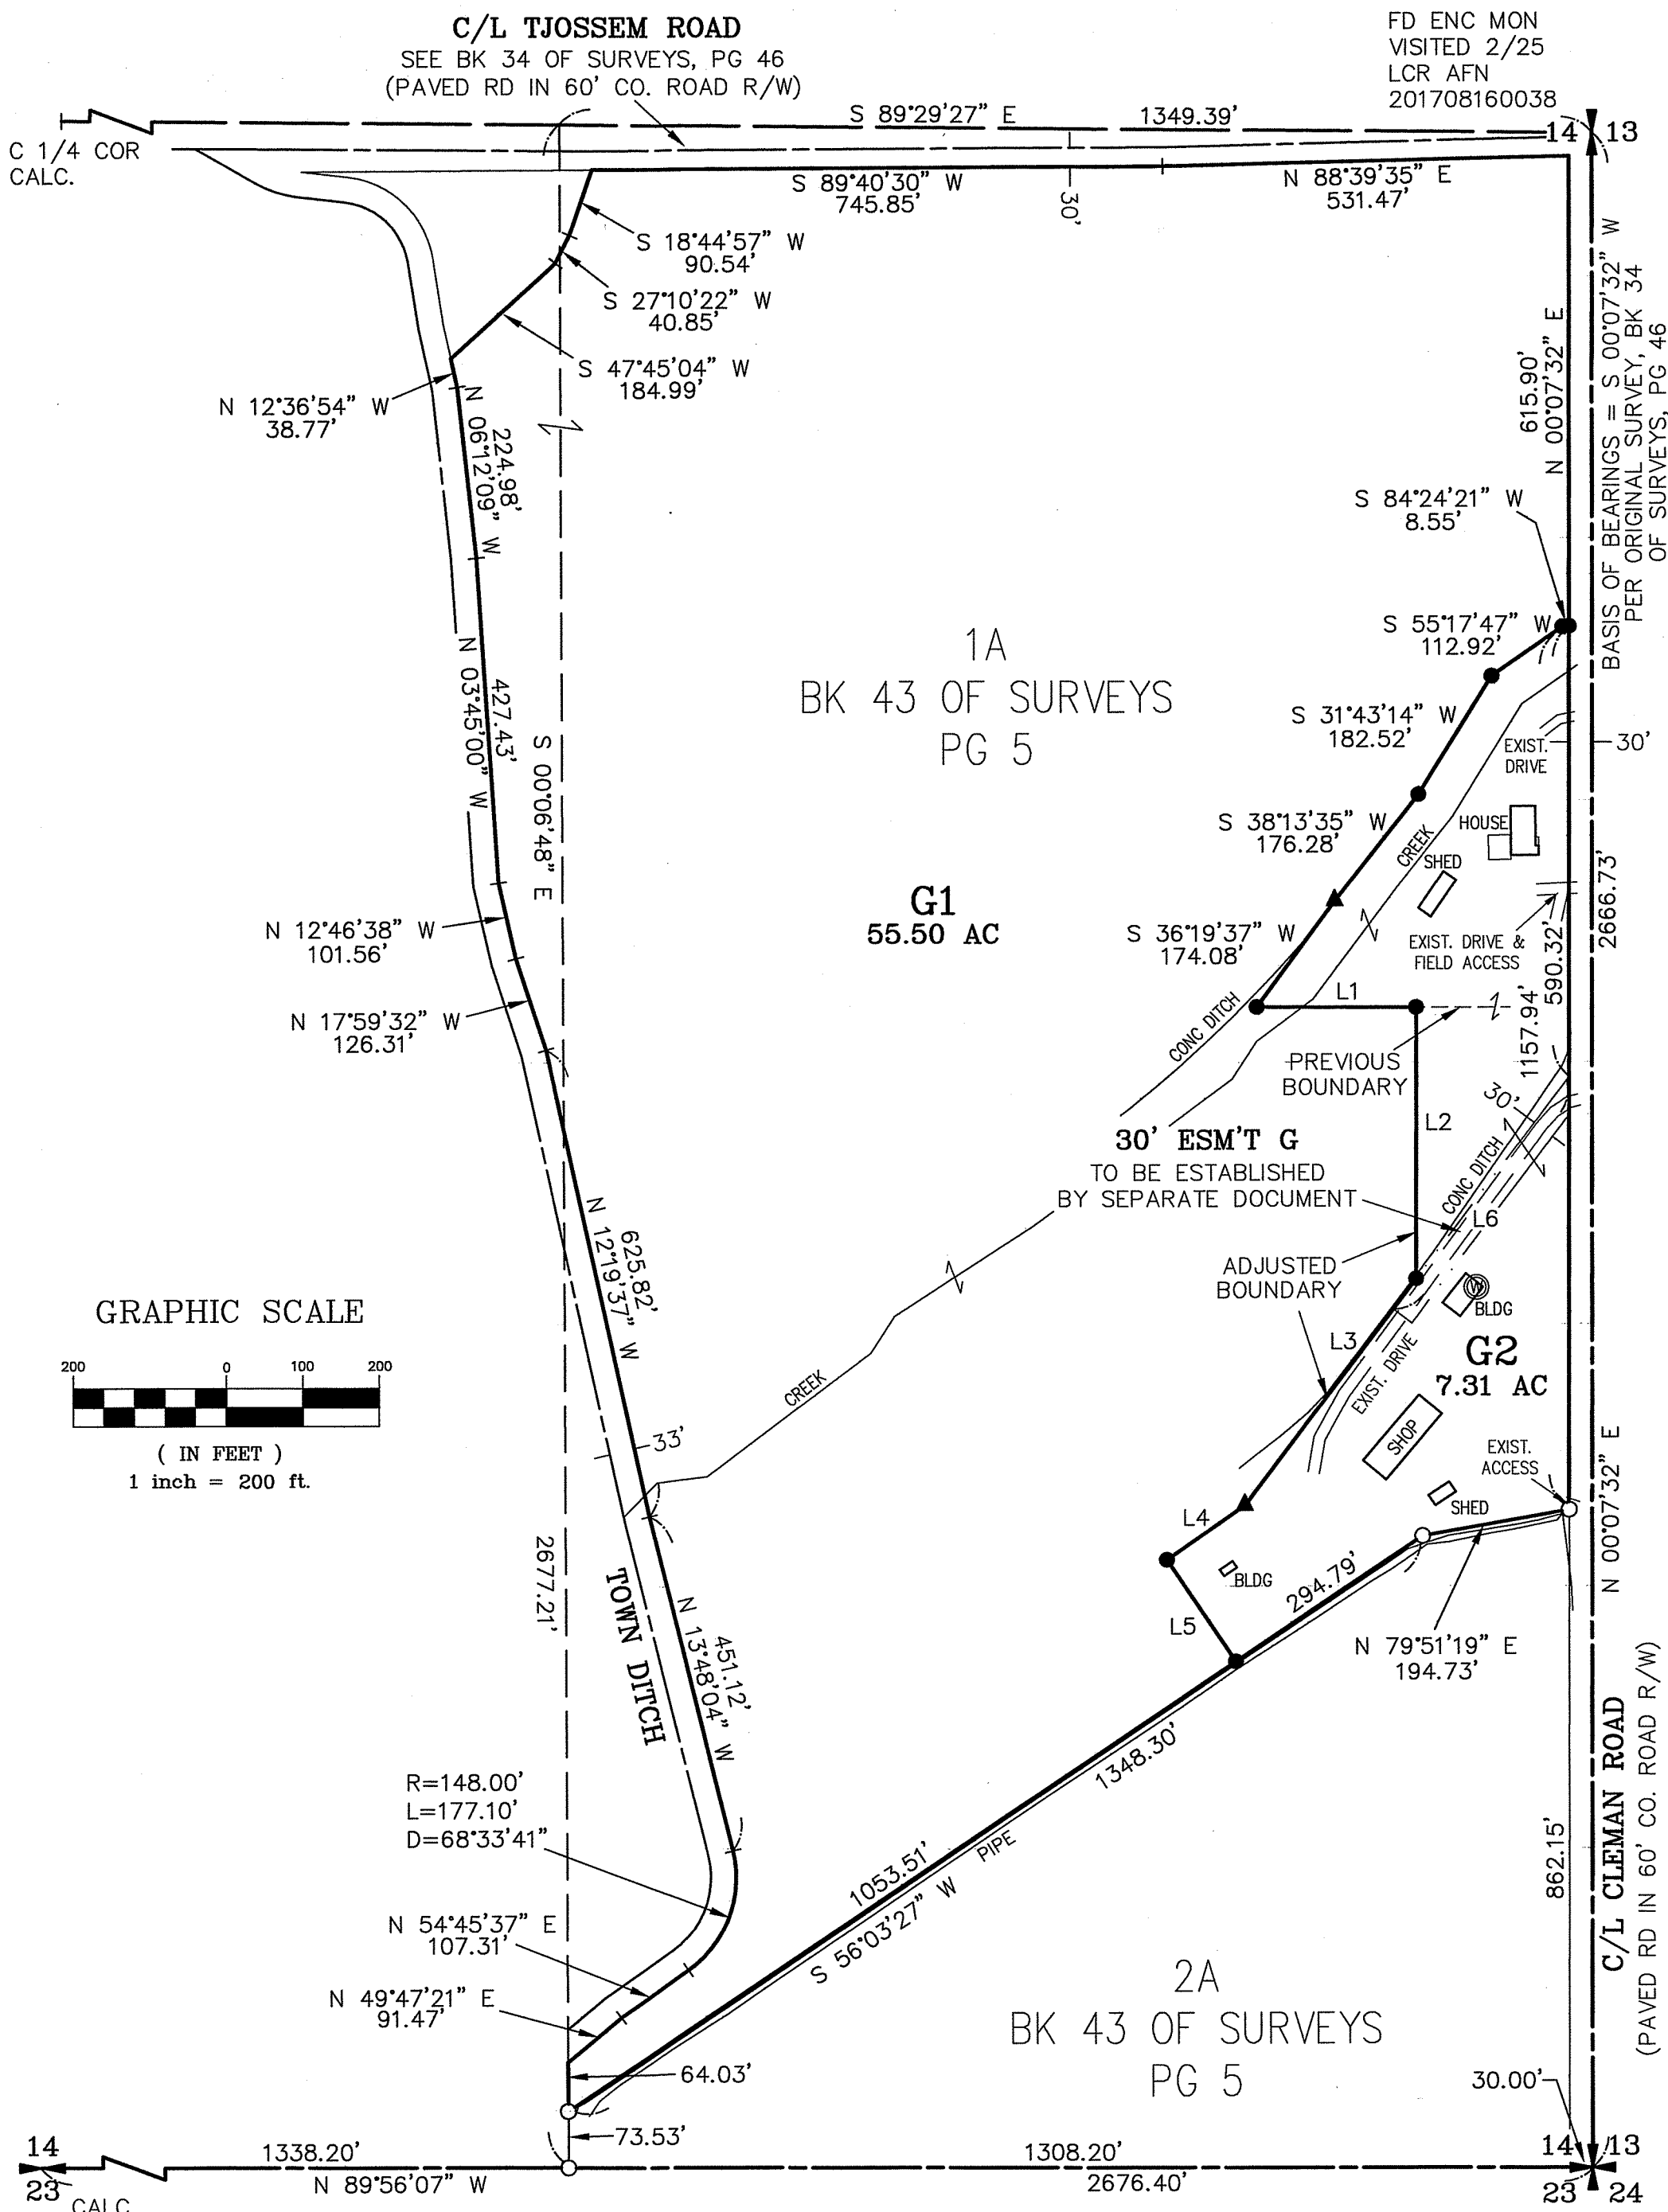 C/L TJOSSEM ROAD
SEE BK 34 OF SURVEYS, PG 46
(PAVED RD IN 60' CO. ROAD R/W)
FD ENC MON
VISITED 2/25
LCR AFN
201708160038
C 1/4 COR
CALC.
S 89°29'27" E 1349.39'
14 13
S 89°40'30" W
745.85'
30'
N 88°39'35" E
531.47'
S 18°44'57" W
90.54'
S 27°10'22" W
40.85'
S 47°45'04" W
184.99'
N 12°36'54" W
38.77'
224.98'
N 06°12'09" W
615.90'
N 00°07'32" E
BASIS OF BEARINGS = S 00°07'32" W
PER ORIGINAL SURVEY, BK 34
OF SURVEYS, PG 46
S 84°24'21" W
8.55'
S 55°17'47" W
112.92'
1A
BK 43 OF SURVEYS
PG 5
427.43'
N 03°45'00" W
S 00°06'48" E
S 31°43'14" W
182.52'
EXIST.
DRIVE
30'
S 38°13'35" W
176.28'
CREEK
HOUSE
SHED
2666.73'
G1
55.50 AC
N 12°46'38" W
101.56'
S 36°19'37" W
174.08'
EXIST. DRIVE &
FIELD ACCESS
590.32'
1157.94'
N 17°59'32" W
126.31'
CONC DITCH
L1
PREVIOUS
BOUNDARY
L2
30'
30' ESM'T G
TO BE ESTABLISHED
BY SEPARATE DOCUMENT
CONC DITCH
L6
625.82'
N 12°19'37" W
ADJUSTED
BOUNDARY
BLDG
W
L3
EXIST. DRIVE
G2
7.31 AC
GRAPHIC SCALE
200 0 100 200
( IN FEET )
1 inch = 200 ft.
CREEK
33'
SHOP
EXIST.
ACCESS
SHED
N 00°07'32" E
L4
BLDG
L5
294.79'
N 79°51'19" E
194.73'
2677.21'
TOWN DITCH
451.12'
N 13°48'04" W
1348.30'
R=148.00'
L=177.10'
D=68°33'41"
1053.51'
S 56°03'27" W
PIPE
862.15'
C/L CLEMAN ROAD
(PAVED RD IN 60' CO. ROAD R/W)
N 54°45'37" E
107.31'
N 49°47'21" E
91.47'
2A
BK 43 OF SURVEYS
PG 5
64.03'
30.00'
73.53'
14
23
CALC
1338.20'
N 89°56'07" W
1308.20'
2676.40'
14 13
23 24